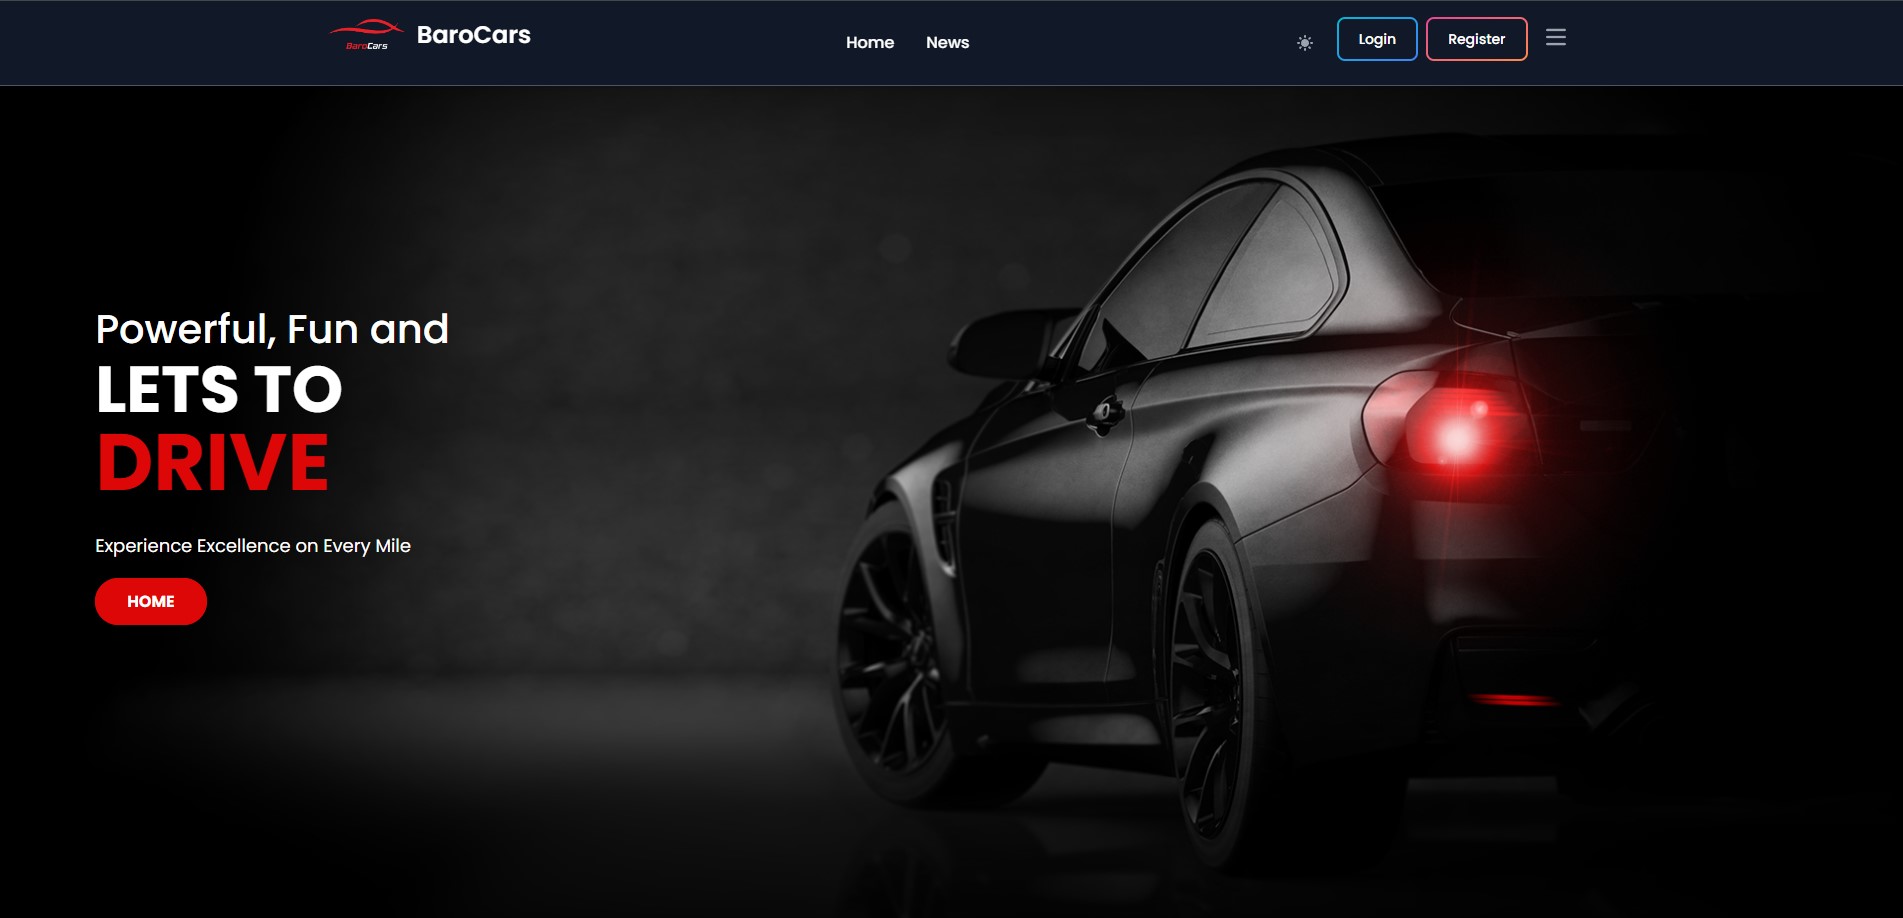 BaroCars
BaroCars
Home
News
Login
Register
Powerful, Fun and
LETS TO
DRIVE
Experience Excellence on Every Mile
HOME